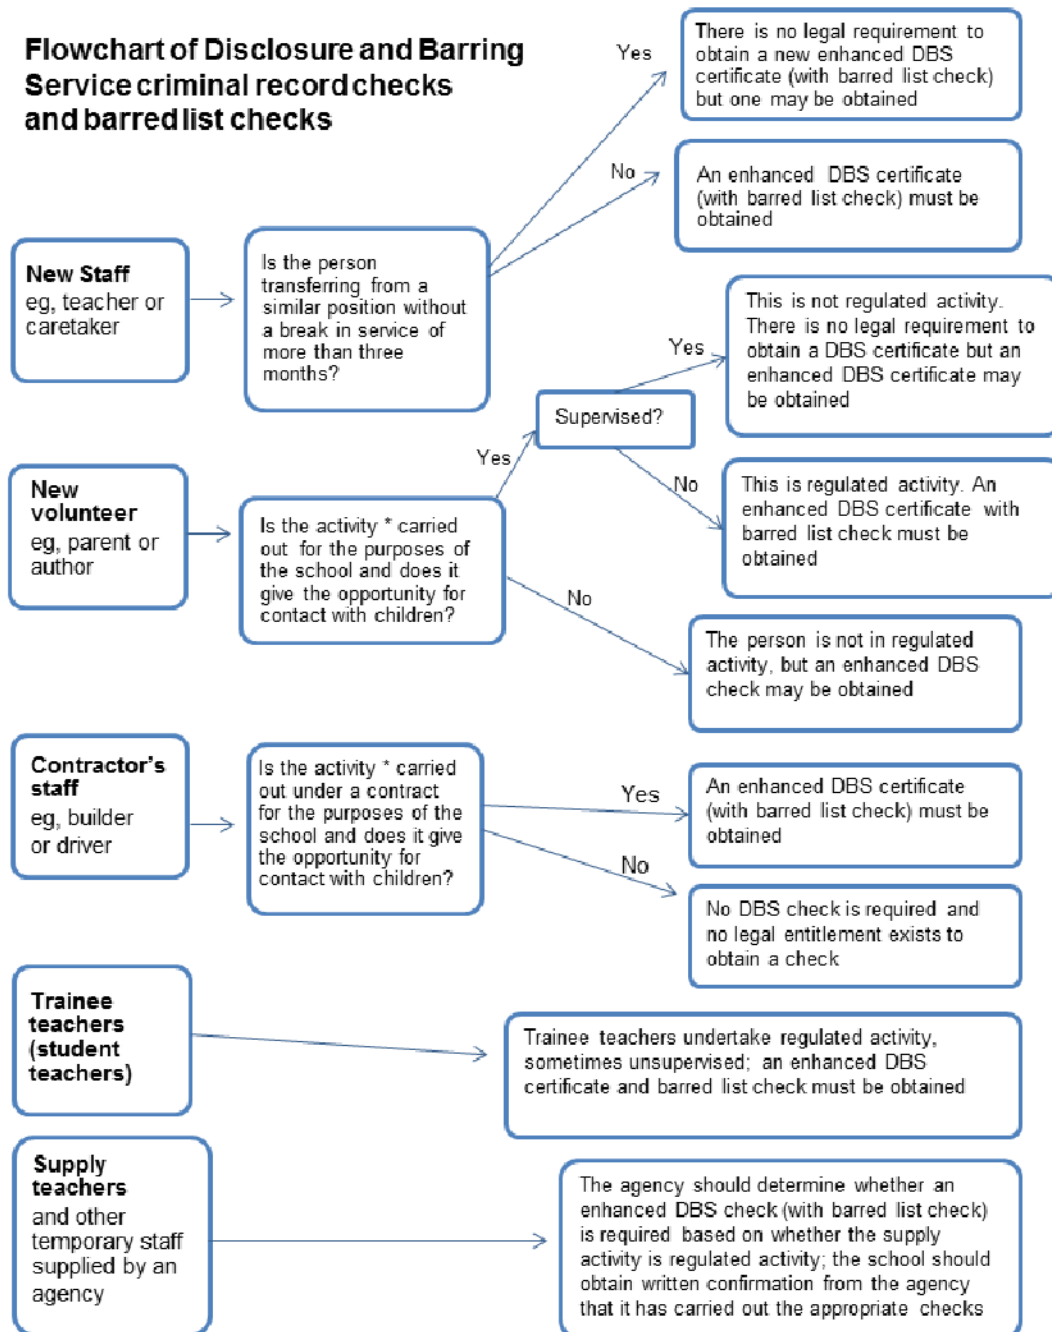 Flowchart of Disclosure and Barring
Service criminal record checks
and barred list checks
Yes
There is no legal requirement to
obtain a new enhanced DBS
certificate (with barred list check)
but one may be obtained
No
An enhanced DBS certificate
(with barred list check) must be
obtained
New Staff
eg, teacher or
caretaker
Is the person
transferring from a
similar position without
a break in service of
more than three
months?
Yes
This is not regulated activity.
There is no legal requirement to
obtain a DBS certificate but an
enhanced DBS certificate may
be obtained
Supervised?
Yes
No
This is regulated activity. An
enhanced DBS certificate with
barred list check must be
obtained
New
volunteer
eg, parent or
author
Is the activity * carried
out for the purposes of
the school and does it
give the opportunity for
contact with children?
No
The person is not in regulated
activity, but an enhanced DBS
check may be obtained
Contractor's
staff
eg, builder
or driver
Is the activity * carried
out under a contract
for the purposes of the
school and does it give
the opportunity for
contact with children?
Yes
An enhanced DBS certificate
(with barred list check) must be
obtained
No
No DBS check is required and
no legal entitlement exists to
obtain a check
Trainee
teachers
(student
teachers)
Trainee teachers undertake regulated activity,
sometimes unsupervised; an enhanced DBS
certificate and barred list check must be obtained
Supply
teachers
and other
temporary staff
supplied by an
agency
The agency should determine whether an
enhanced DBS check (with barred list check)
is required based on whether the supply
activity is regulated activity; the school should
obtain written confirmation from the agency
that it has carried out the appropriate checks